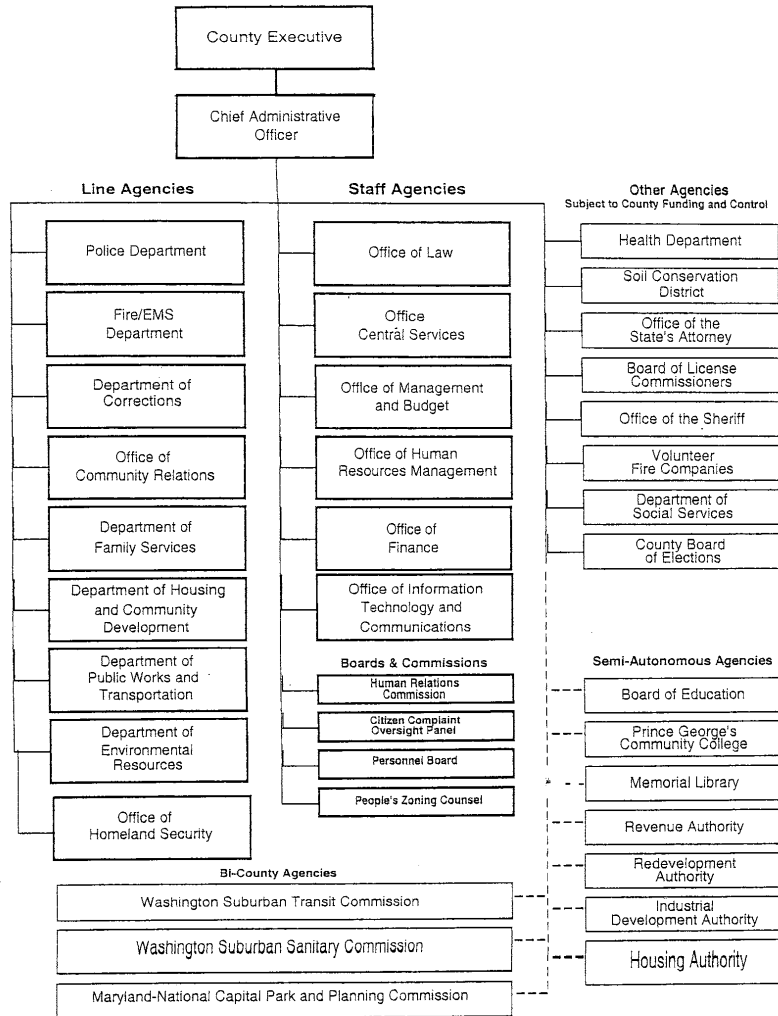 County Executive
Chief Administrative
Officer
Line Agencies
Police Department
Fire/EMS
Department
Department of
Corrections
Office of
Community Relations
Department of
Family Services
Department of Housing
and Community
Development
Department of
Public Works and
Transportation
Department of
Environmental
Resources
Office of
Homeland Security
Staff Agencies
Office of Law
Office
Central Services
Office of Management
and Budget
Office of Human
Resources Management
Office of
Finance
Office of Information
Technology and
Communications
Boards & Commissions
Human Relations
Commission
Citizen Complaint
Oversight Panel
Personnel Board
People's Zoning Counsel
Other Agencies
Subject to County Funding and Control
Health Department
Soil Conservation
District
Office of the
State's Attorney
Board of License
Commissioners
Office of the Sheriff
Volunteer
Fire Companies
Department of
Social Services
County Board
of Elections
Semi-Autonomous Agencies
Board of Education
Prince George's
Community College
Memorial Library
Revenue Authority
Redevelopment
Authority
Industrial
Development Authority
Housing Authority
Bi-County Agencies
Washington Suburban Transit Commission
Washington Suburban Sanitary Commission
Maryland-National Capital Park and Planning Commission